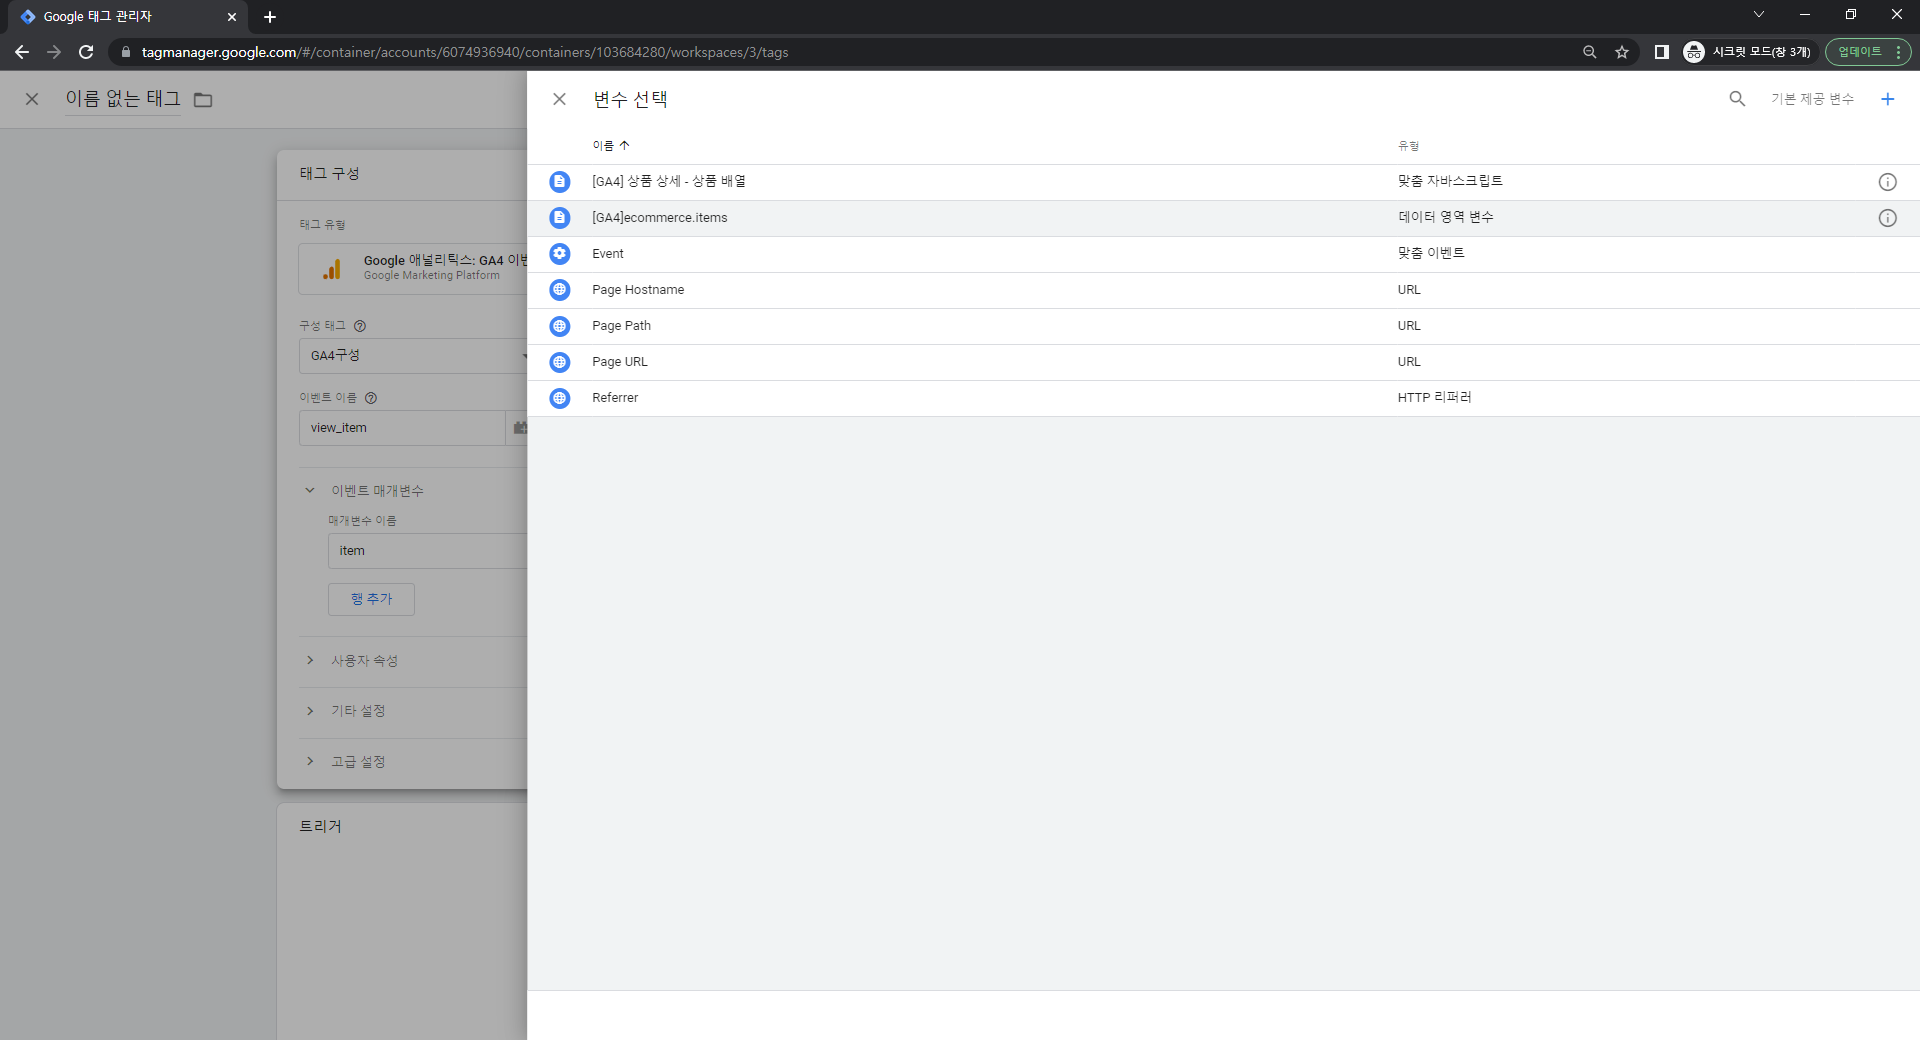 Google 태그 관리자
tagmanager.google.com/#/container/accounts/6074936940/containers/103684280/workspaces/3/tags
시크릿 모드(창 3개)
업데이트
이름 없는 태그
변수 선택
기본 제공 변수
이름
유형
[GA4] 상품 상세 - 상품 배열
맞춤 자바스크립트
[GA4]ecommerce.items
데이터 영역 변수
Event
맞춤 이벤트
Page Hostname
URL
Page Path
URL
Page URL
URL
Referrer
HTTP 리퍼러
태그 구성
태그 유형
Google 애널리틱스: GA4 이벤
Google Marketing Platform
구성 태그
GA4구성
이벤트 이름
view_item
이벤트 매개변수
매개변수 이름
item
행 추가
사용자 속성
기타 설정
고급 설정
트리거